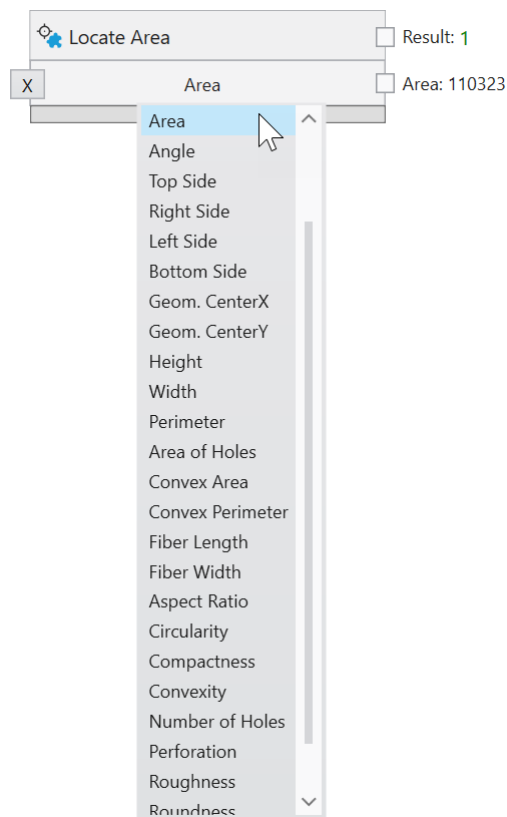 Locate Area
Result: 1
X
Area
Area: 110323
Area
Angle
Top Side
Right Side
Left Side
Bottom Side
Geom. CenterX
Geom. CenterY
Height
Width
Perimeter
Area of Holes
Convex Area
Convex Perimeter
Fiber Length
Fiber Width
Aspect Ratio
Circularity
Compactness
Convexity
Number of Holes
Perforation
Roughness
Roundness